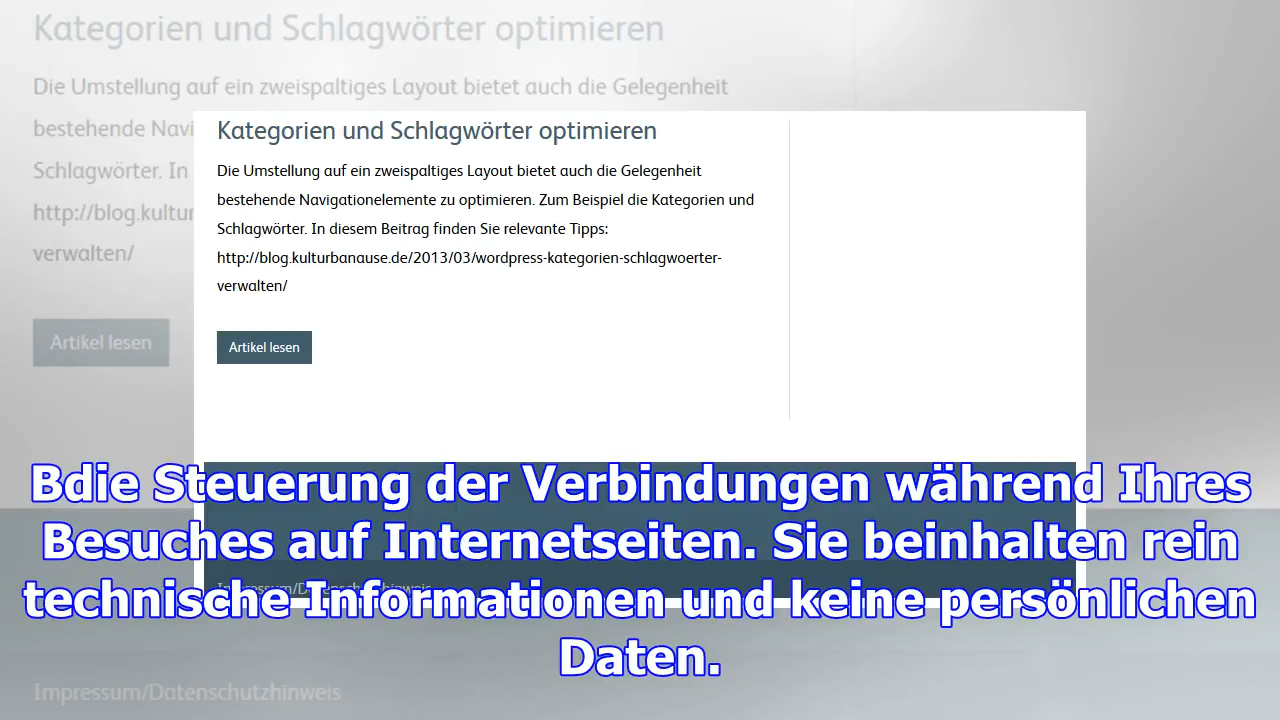 Kategorien und Schlagwörter optimieren
Die Umstellung auf ein zweispaltiges Layout bietet auch die Gelegenheit
bestehende Navi
Schlagwörter. In
http://blog.kultur
verwalten/
Artikel lesen
Kategorien und Schlagwörter optimieren
Die Umstellung auf ein zweispaltiges Layout bietet auch die Gelegenheit
bestehende Navigationelemente zu optimieren. Zum Beispiel die Kategorien und
Schlagwörter. In diesem Beitrag finden Sie relevante Tipps:
http://blog.kulturbanause.de/2013/03/wordpress-kategorien-schlagwoerter-
verwalten/
Artikel lesen
Bdie Steuerung der Verbindungen während Ihres
Besuches auf Internetseiten. Sie beinhalten rein
Impressum/Datenschutzhinweis
technische Informationen und keine persönlichen
Daten.
Impressum/Datenschutzhinweis